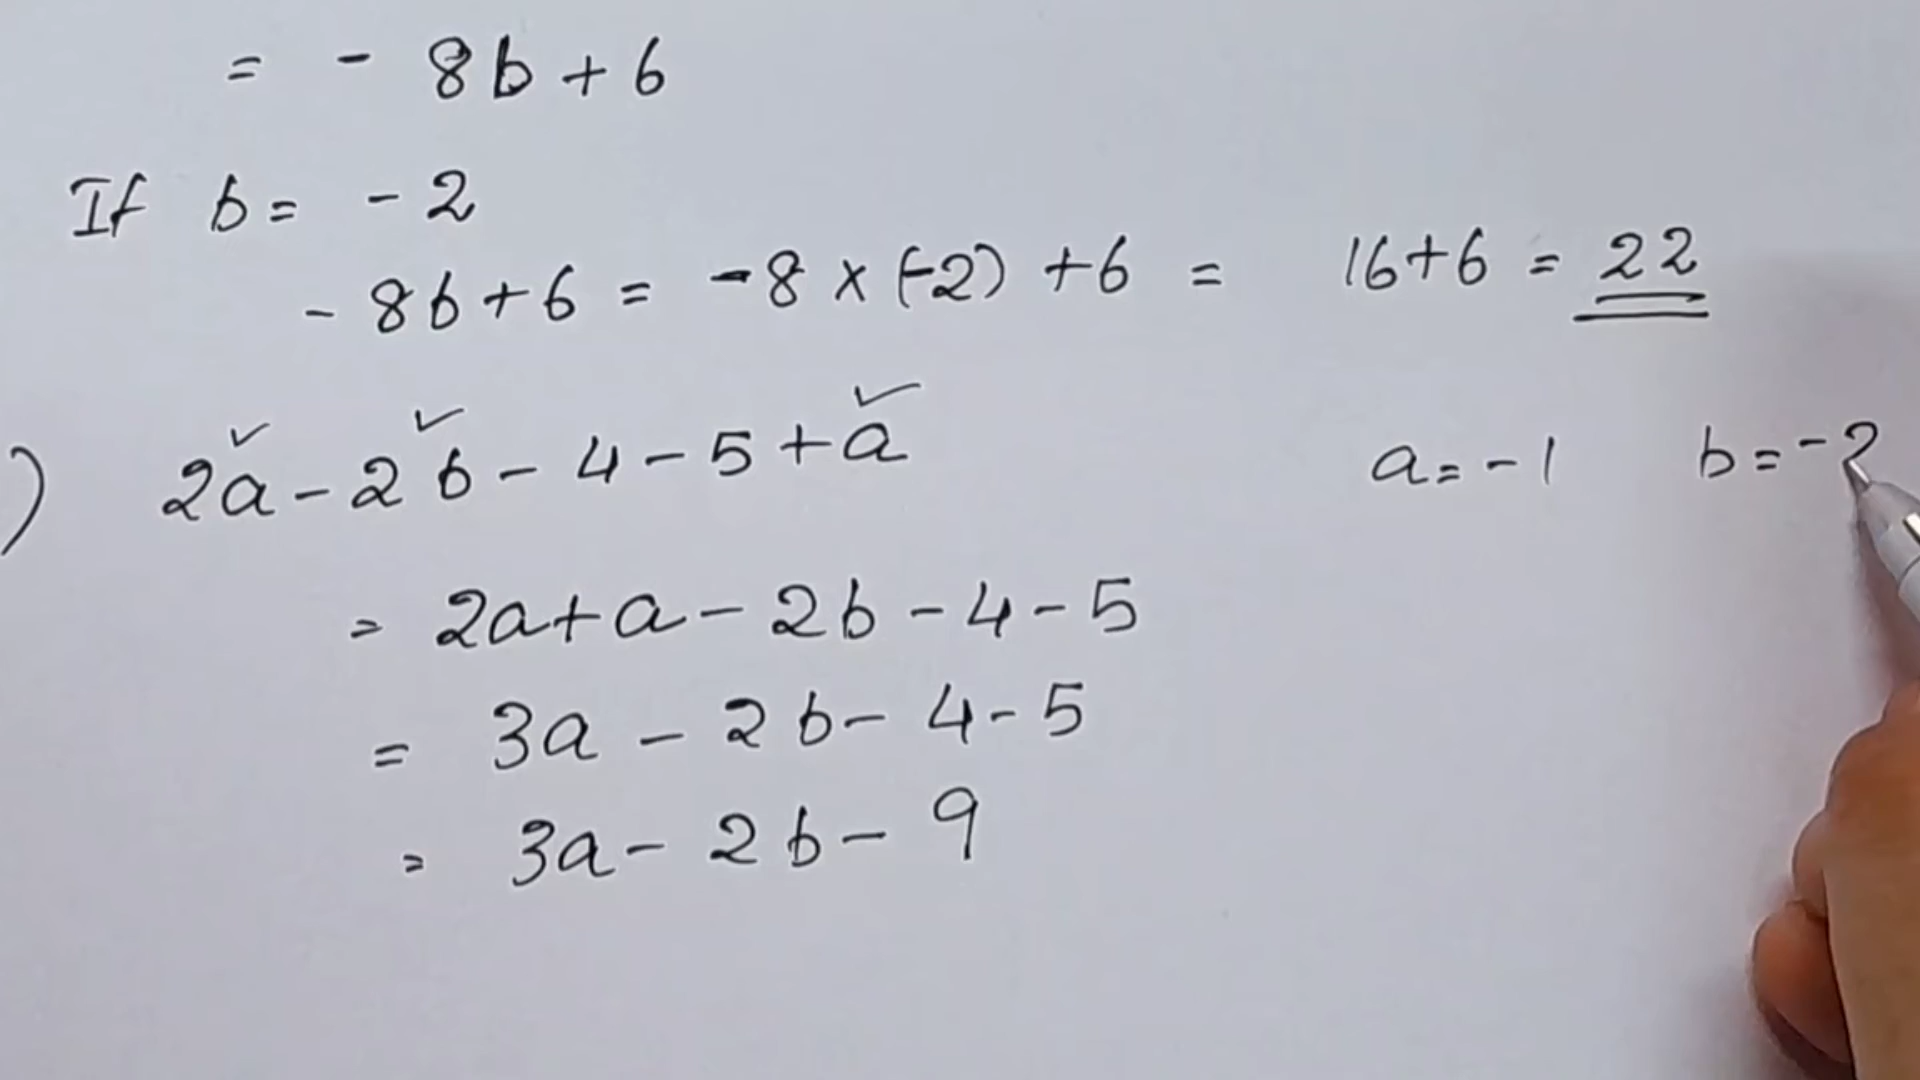 = - 8b + 6
If b = - 2
- 8b + 6 = - 8 × (-2) + 6 = 16 + 6 = 22
) 2a - 2b - 4 - 5 + a a = - 1 b = - 2
= 2a + a - 2b - 4 - 5
= 3a - 2b - 4 - 5
= 3a - 2b - 9